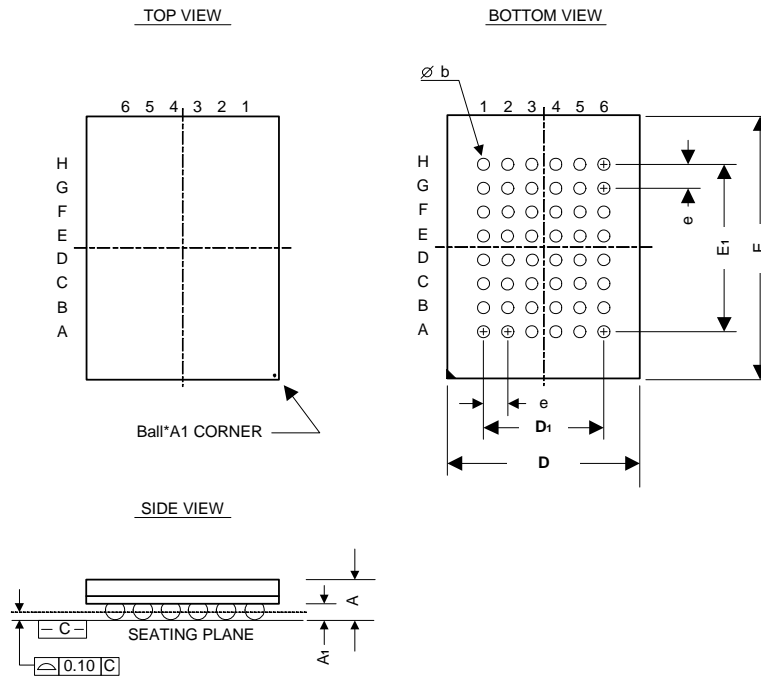 TOP VIEW
6 5 4 3 2 1
H
G
F
E
D
C
B
A
Ball*A1 CORNER
BOTTOM VIEW
Ø b
1 2 3 4 5 6
H
G
F
E
D
C
B
A
e
E1
E
e
D1
D
SIDE VIEW
A
A1
– C –
SEATING PLANE
⌓ 0.10 C